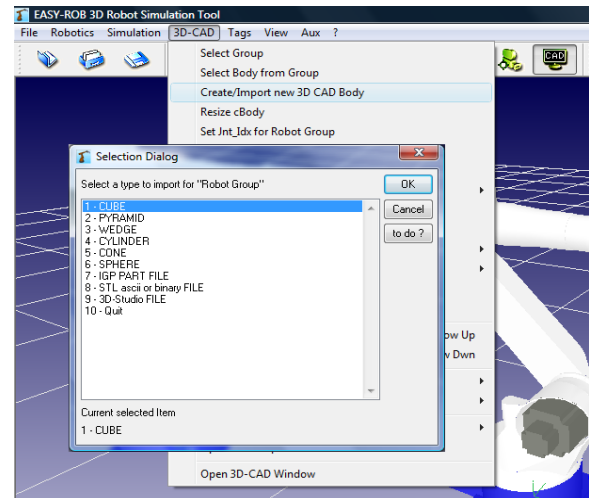 EASY-ROB 3D Robot Simulation Tool
File Robotics Simulation 3D-CAD Tags View Aux ?
CAD
Select Group
Select Body from Group
Create/Import new 3D CAD Body
Resize cBody
Set Jnt_Idx for Robot Group
Selection Dialog
Select a type to import for "Robot Group"
OK
Cancel
to do ?
1 - CUBE
2 - PYRAMID
3 - WEDGE
4 - CYLINDER
5 - CONE
6 - SPHERE
7 - IGP PART FILE
8 - STL ascii or binary FILE
9 - 3D-Studio FILE
10 - Quit
ow Up
v Dwn
Current selected Item
1 - CUBE
Open 3D-CAD Window